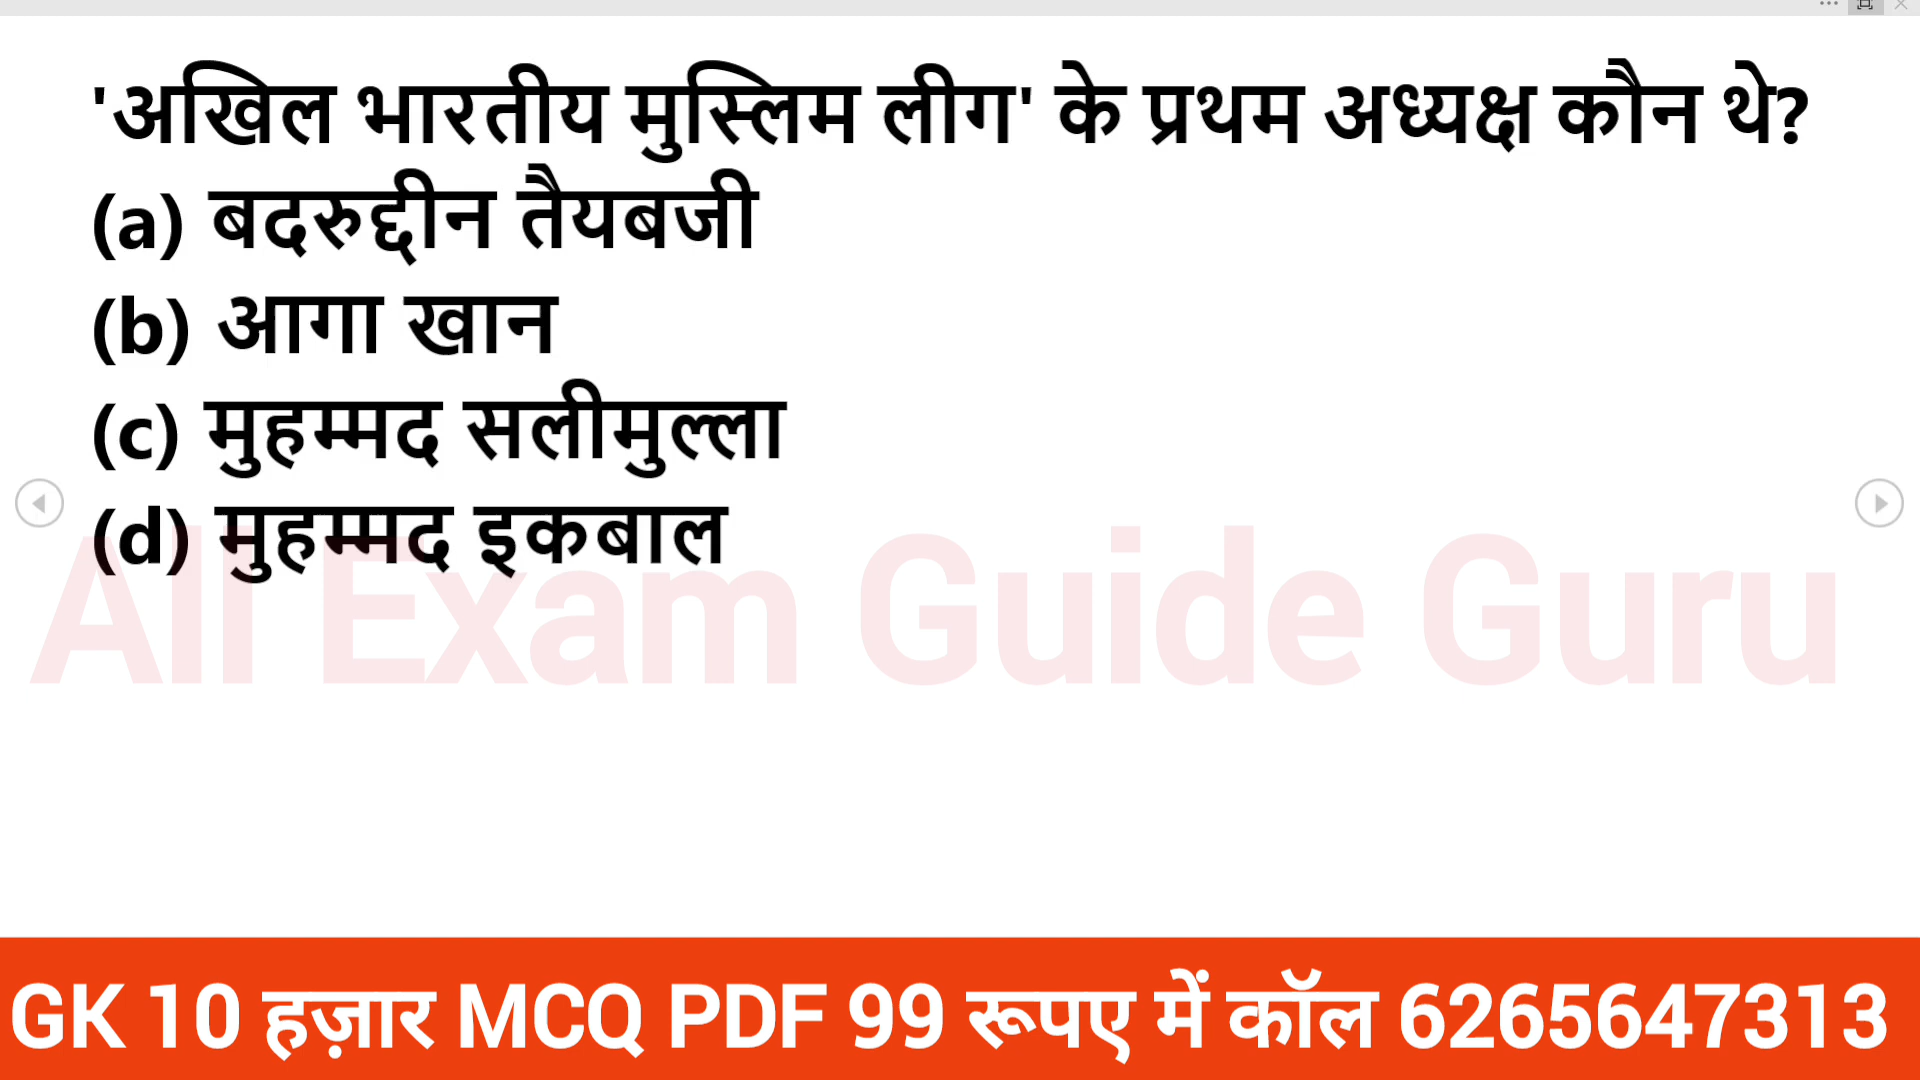 'अखिल भारतीय मुस्लिम लीग' के प्रथम अध्यक्ष कौन थे?
(a) बदरुद्दीन तैयबजी
(b) आगा खान
(c) मुहम्मद सलीमुल्ला
(d) मुहम्मद इकबाल
All Exam Guide Guru
GK 10 हज़ार MCQ PDF 99 रूपए में कॉल 6265647313